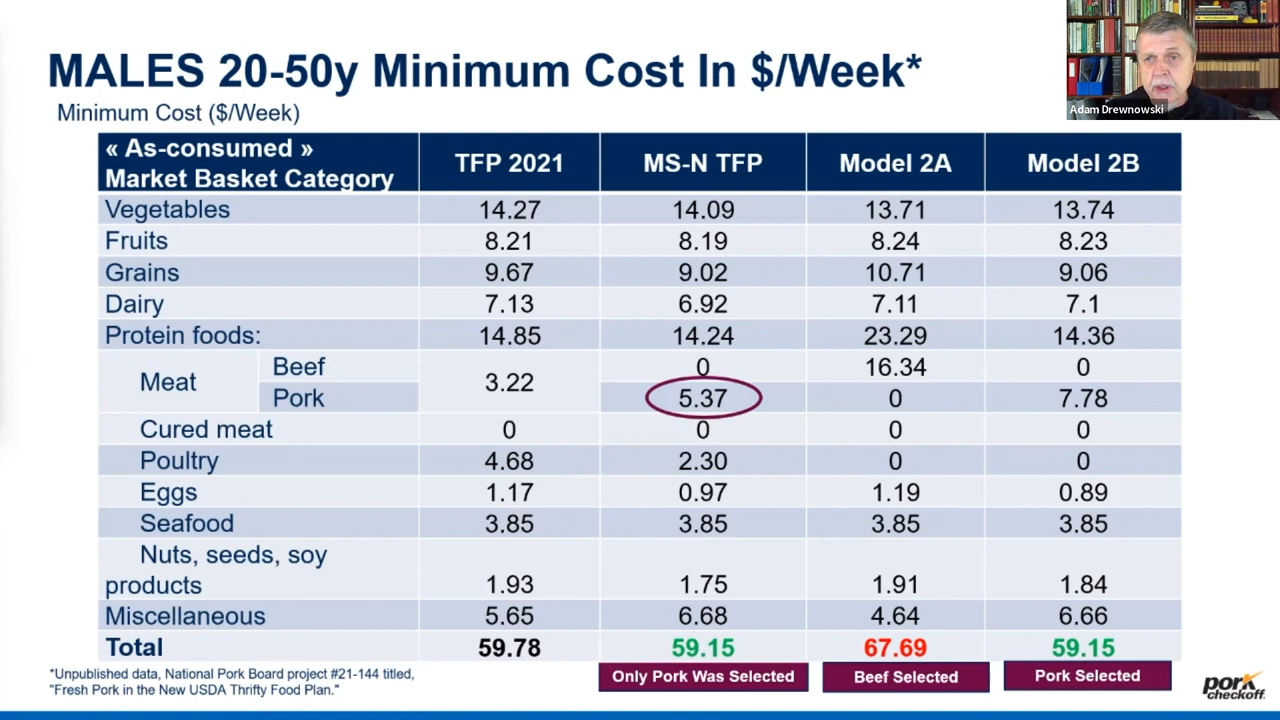 MALES 20-50y Minimum Cost In $/Week*
Minimum Cost ($/Week)
Adam Drewnowski
« As-consumed »
Market Basket Category
TFP 2021
MS-N TFP
Model 2A
Model 2B
Vegetables 14.27 14.09 13.71 13.74
Fruits 8.21 8.19 8.24 8.23
Grains 9.67 9.02 10.71 9.06
Dairy 7.13 6.92 7.11 7.1
Protein foods: 14.85 14.24 23.29 14.36
Meat 3.22
Beef 0 16.34 0
Pork 5.37 0 7.78
Cured meat 0 0 0 0
Poultry 4.68 2.30 0 0
Eggs 1.17 0.97 1.19 0.89
Seafood 3.85 3.85 3.85 3.85
Nuts, seeds, soy
products 1.93 1.75 1.91 1.84
Miscellaneous 5.65 6.68 4.64 6.66
Total 59.78 59.15 67.69 59.15
*Unpublished data, National Pork Board project #21-144 titled,
"Fresh Pork in the New USDA Thrifty Food Plan."
Only Pork Was Selected
Beef Selected
Pork Selected
pork
checkoff